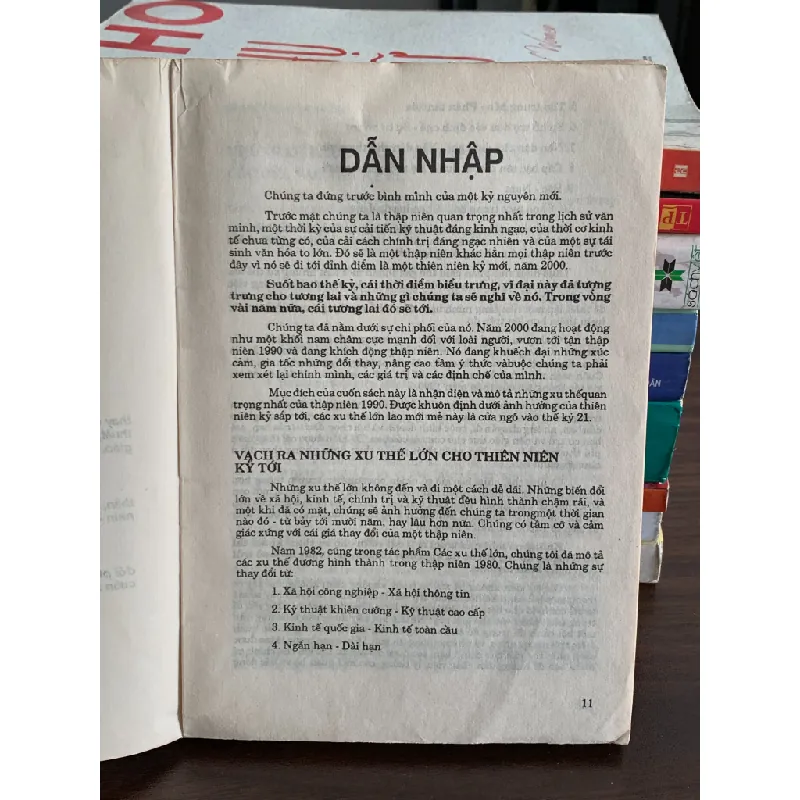 HO
DẪN NHẬP
Chúng ta đứng trước bình minh của một kỷ nguyên mới.
Trước mặt chúng ta là thập niên quan trọng nhất trong lịch sử văn
minh, một thời kỳ của sự cải tiến kỹ thuật đáng kinh ngạc, của thời cơ kinh
tế chưa từng có, của cải cách chính trị đáng ngạc nhiên và của một sự tái
sinh văn hóa to lớn. Đó sẽ là một thập niên khác hẳn mọi thập niên trước
đây vì nó sẽ đi tới đỉnh điểm là một thiên niên kỷ mới, năm 2000.
Suốt bao thế kỷ, cái thời điểm biểu trưng, vĩ đại này đã tượng
trưng cho tương lai và những gì chúng ta sẽ nghĩ về nó. Trong vòng
vài năm nữa, cái tương lai đó sẽ tới.
Chúng ta đã nằm dưới sự chi phối của nó. Năm 2000 đang hoạt động
như một khối nam châm cực mạnh đối với loài người, vươn tới tận thập
niên 1990 và đang khích động thập niên. Nó đang khuếch đại những xúc
cảm, gia tốc những đổi thay, nâng cao tầm ý thức vàbuộc chúng ta phải
xem xét lại chính mình, các giá trị và các định chế của mình.
Mục đích của cuốn sách này là nhận diện và mô tả những xu thếquan
trọng nhất của thập niên 1990. Được khuôn định dưới ảnh hưởng của thiên
niên kỷ sắp tới, các xu thế lớn lao mới mẻ này là cửa ngõ vào thế kỷ 21.
VẠCH RA NHỮNG XU THẾ LỚN CHO THIÊN NIÊN
KỶ TỚI
Những xu thế lớn không đến và đi một cách dễ dãi. Những biến đổi
lớn về xã hội, kinh tế, chính trị và kỹ thuật đều hình thành chậm rãi, và
một khi đã có mặt, chúng sẽ ảnh hưởng đến chúng ta trongmột thời gian
nào đó - từ bảy tới mười năm, hay lâu hơn nữa. Chúng có tầm cỡ và cảm
giác xứng với cái giá thay đổi của một thập niên.
Năm 1982, cũng trong tác phẩm Các xu thế lớn, chúng tôi đã mô tả
các xu thế đương hình thành trong thập niên 1980. Chúng là những sự
thay đổi từ:
1. Xã hội công nghiệp - Xã hội thông tin
2. Kỹ thuật khiên cưỡng - Kỹ thuật cao cấp
3. Kinh tế quốc gia - Kinh tế toàn cầu
4. Ngắn hạn - Dài hạn
11